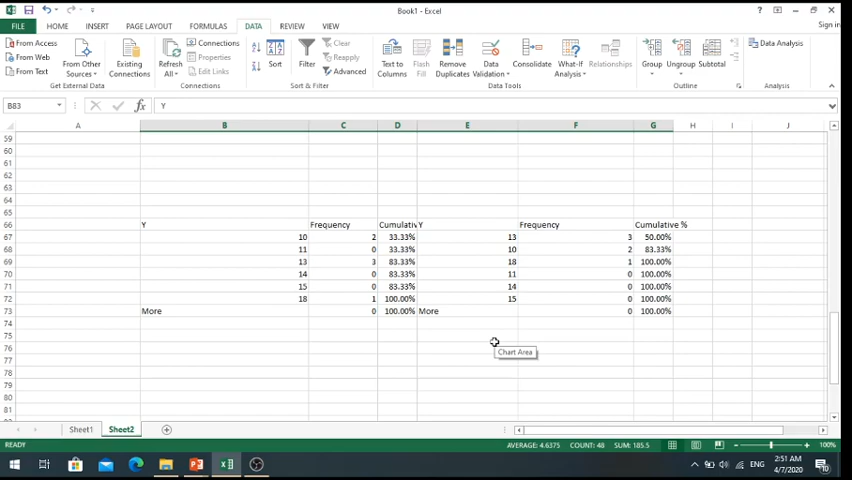 Book1 - Excel
Sign in
FILE HOME INSERT PAGE LAYOUT FORMULAS DATA REVIEW VIEW
From Access
From Web
From Text
From Other Sources
Existing Connections
Get External Data
Refresh All
Connections
Properties
Edit Links
Connections
Sort
Filter
Clear
Reapply
Advanced
Sort & Filter
Text to Columns
Flash Fill
Remove Duplicates
Data Validation
Consolidate
What-If Analysis
Relationships
Data Tools
Group
Ungroup
Subtotal
Outline
Data Analysis
Analysis
B83 fx Y
A B C D E F G H I J
59
60
61
62
63
64
65
66 Y Frequency Cumulativ Y Frequency Cumulative %
67 10 2 33.33% 13 3 50.00%
68 11 0 33.33% 10 2 83.33%
69 13 3 83.33% 18 1 100.00%
70 14 0 83.33% 11 0 100.00%
71 15 0 83.33% 14 0 100.00%
72 18 1 100.00% 15 0 100.00%
73 More 0 100.00% More 0 100.00%
74
75
76
77
78
79
80
81
Chart Area
Sheet1 Sheet2
READY AVERAGE: 4.6375 COUNT: 48 SUM: 185.5 100%
ENG 2:51 AM
4/7/2020